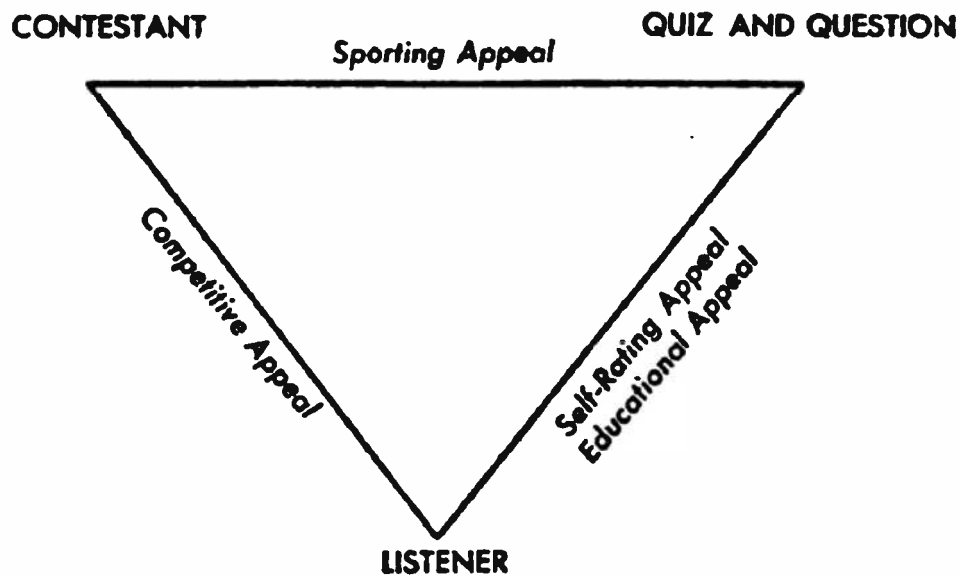 CONTESTANT
QUIZ AND QUESTION
Sporting Appeal
Competitive Appeal
Self-Rating Appeal
Educational Appeal
LISTENER